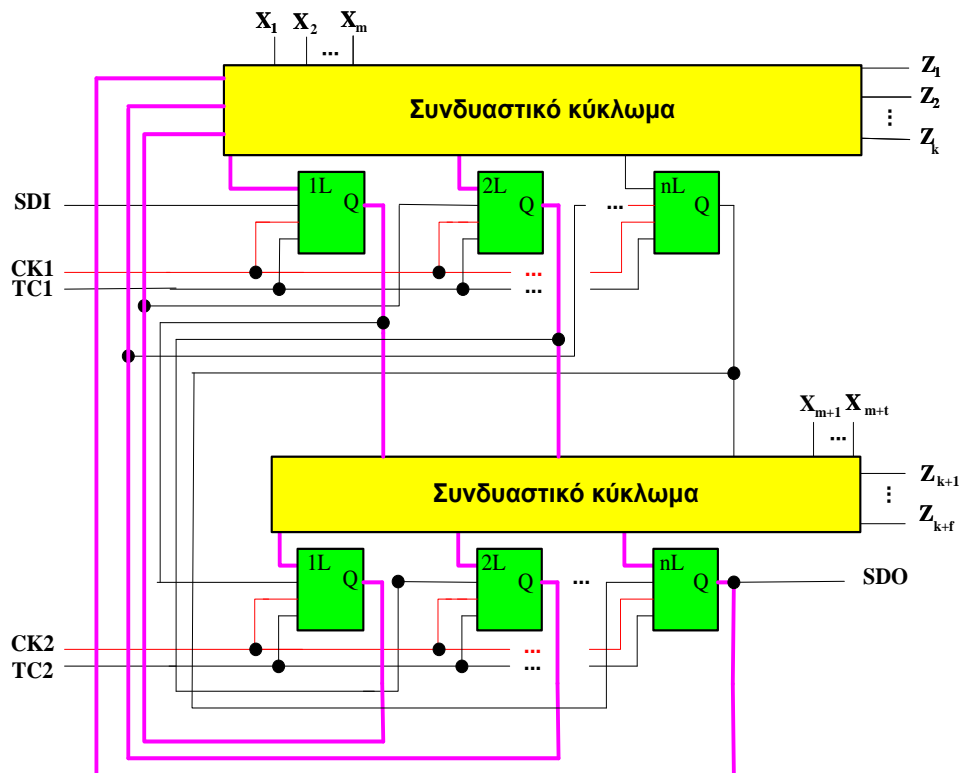 X1 X2 ... Xm
Z1
Συνδυαστικό κύκλωμα
Z2
...
Zk
1L 2L nL
SDI Q Q ... Q
CK1 ...
TC1 ...
Xm+1 ... Xm+t
Zk+1
Συνδυαστικό κύκλωμα
...
Zk+f
1L 2L nL
Q Q ... Q SDO
CK2 ...
TC2 ...